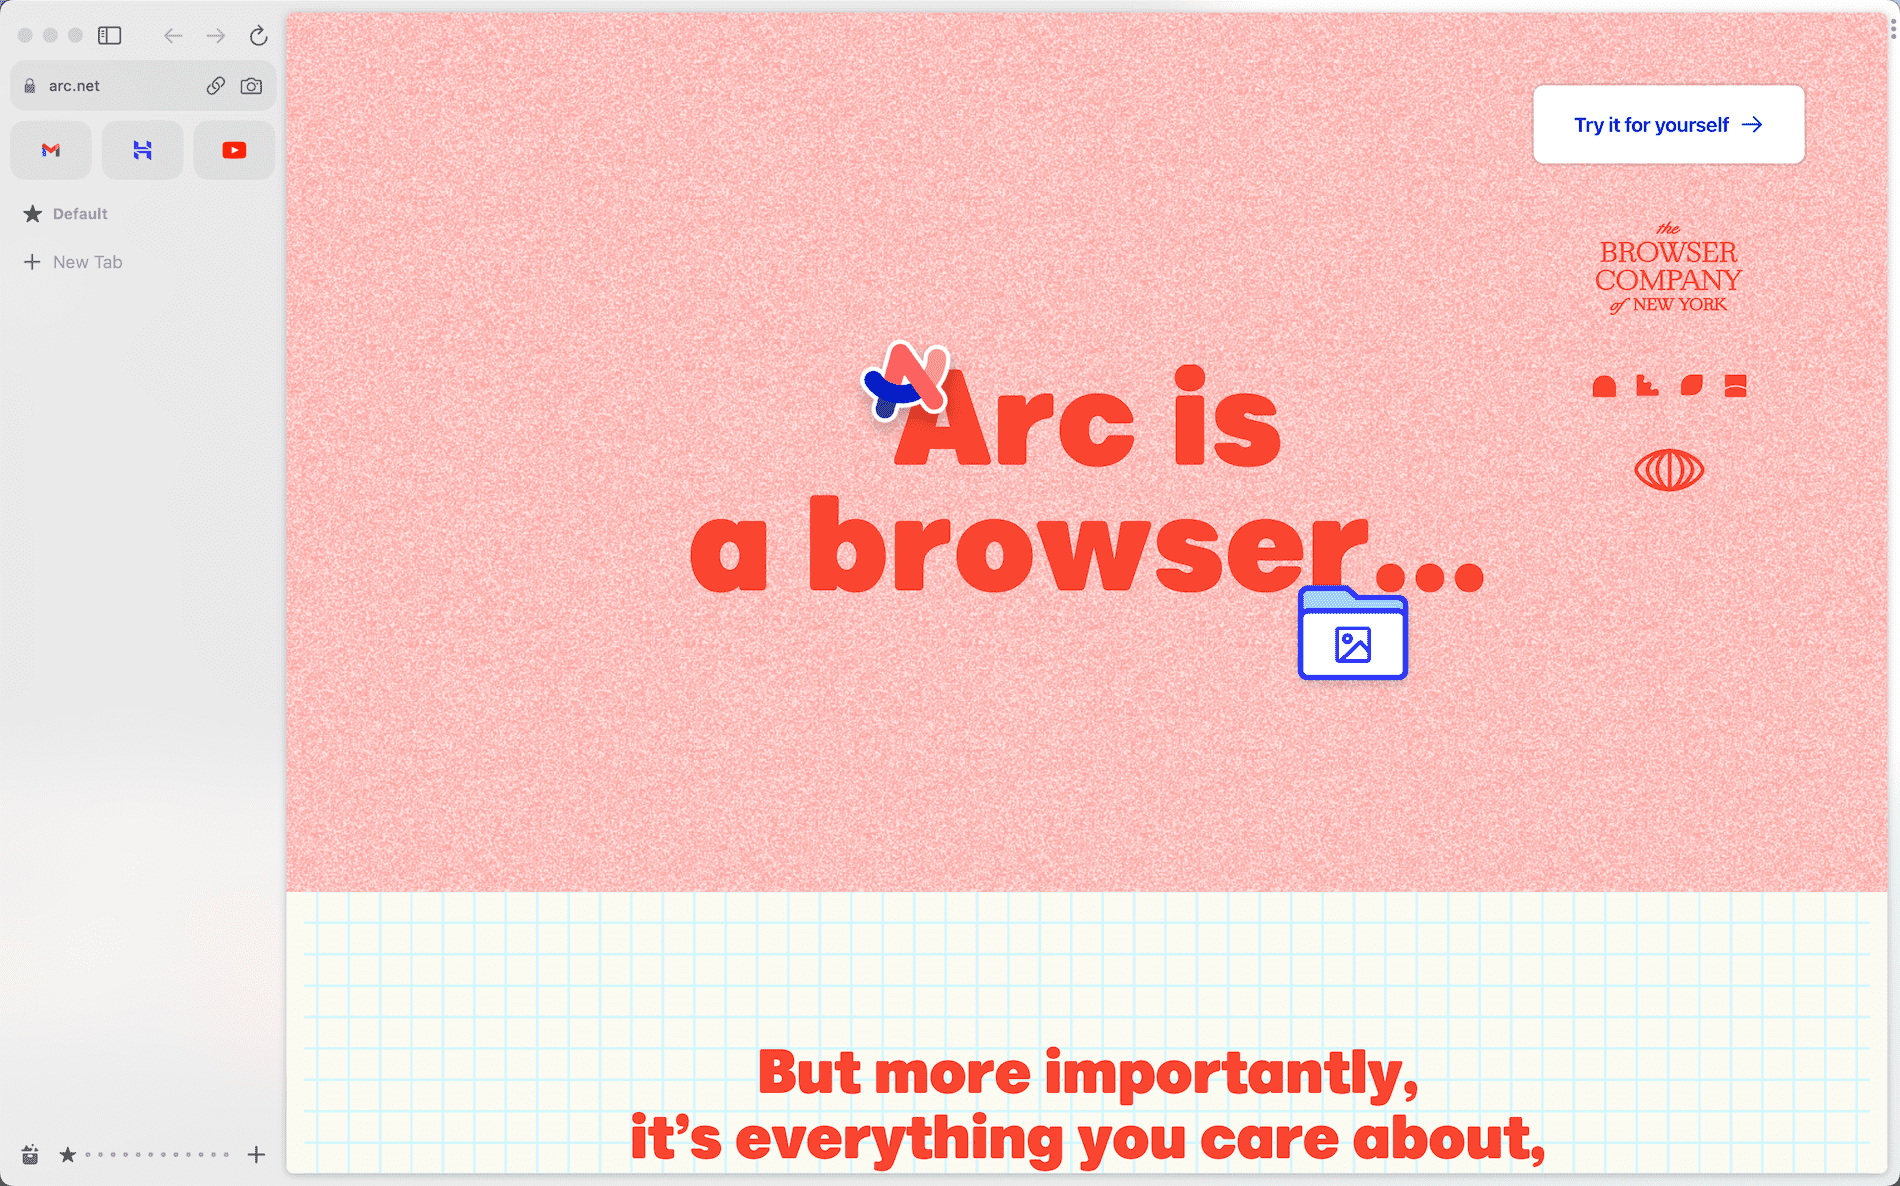 arc.net
Default
New Tab
Try it for yourself
the
BROWSER
COMPANY
of NEW YORK
Arc is
a browser...
But more importantly,
it’s everything you care about,